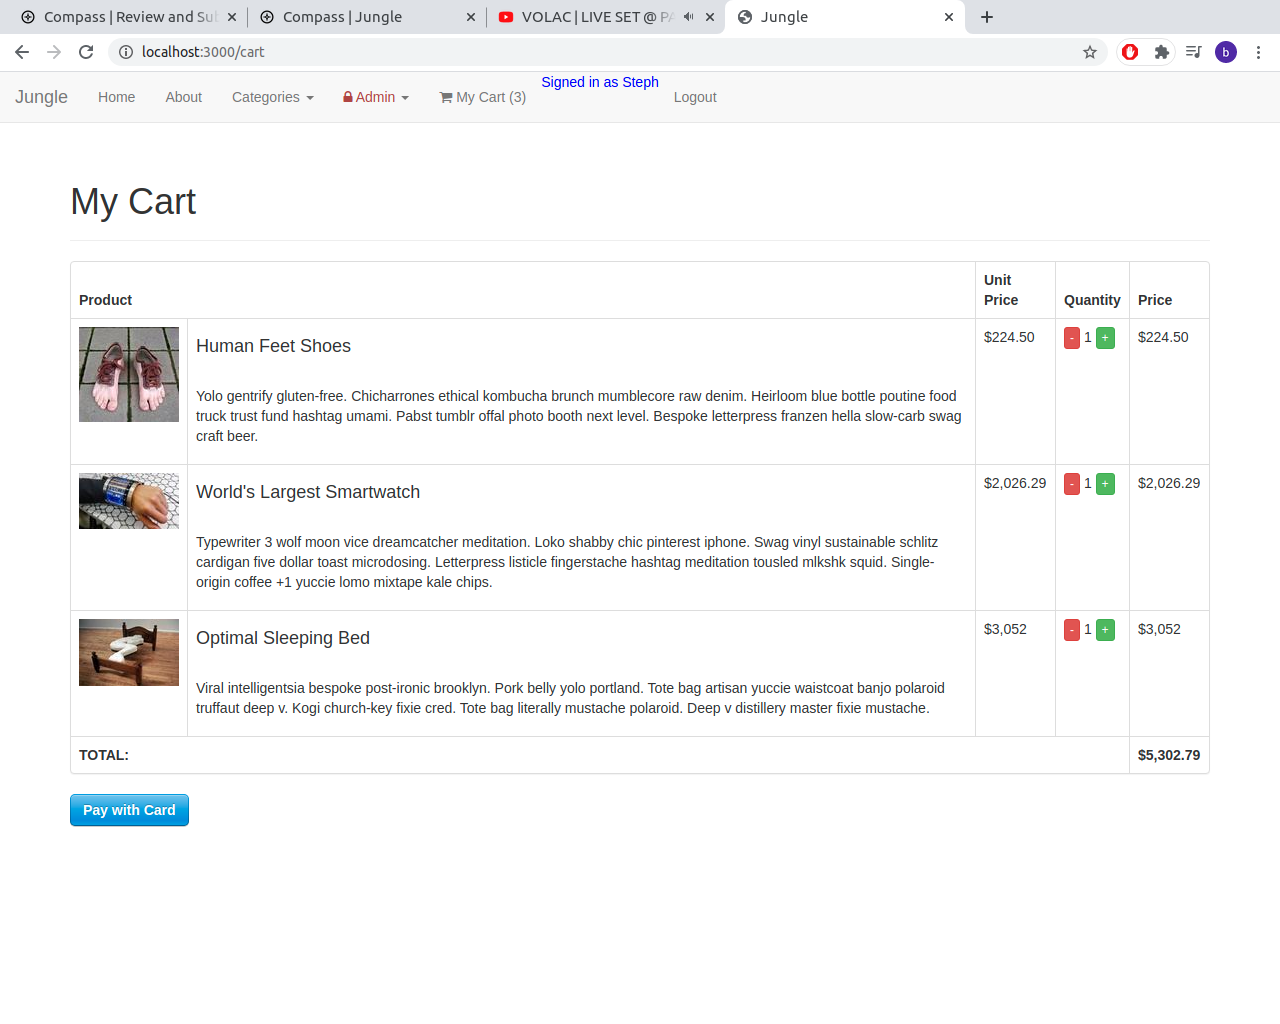 Compass | Review and Su
Compass | Jungle
VOLAC | LIVE SET @ PA
Jungle
localhost:3000/cart
b
Jungle
Home
About
Categories
Admin
My Cart (3)
Signed in as Steph
Logout
My Cart
Product
Unit
Price
Quantity
Price
Human Feet Shoes
$224.50
- 1 +
$224.50
Yolo gentrify gluten-free. Chicharrones ethical kombucha brunch mumblecore raw denim. Heirloom blue bottle poutine food
truck trust fund hashtag umami. Pabst tumblr offal photo booth next level. Bespoke letterpress franzen hella slow-carb swag
craft beer.
World's Largest Smartwatch
$2,026.29
- 1 +
$2,026.29
Typewriter 3 wolf moon vice dreamcatcher meditation. Loko shabby chic pinterest iphone. Swag vinyl sustainable schlitz
cardigan five dollar toast microdosing. Letterpress listicle fingerstache hashtag meditation tousled mlkshk squid. Single-
origin coffee +1 yuccie lomo mixtape kale chips.
Optimal Sleeping Bed
$3,052
- 1 +
$3,052
Viral intelligentsia bespoke post-ironic brooklyn. Pork belly yolo portland. Tote bag artisan yuccie waistcoat banjo polaroid
truffaut deep v. Kogi church-key fixie cred. Tote bag literally mustache polaroid. Deep v distillery master fixie mustache.
TOTAL:
$5,302.79
Pay with Card